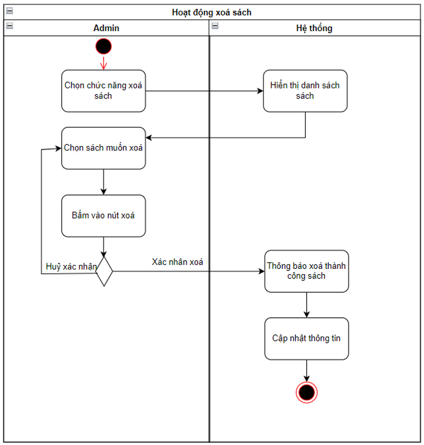 Hoạt động xoá sách
Admin
Hệ thống
Chọn chức năng xoá
sách
Hiển thị danh sách
sách
Chọn sách muốn xoá
Bấm vào nút xoá
Huỷ xác nhận
Xác nhân xoá
Thông báo xoá thành
công sách
Cập nhật thông tin